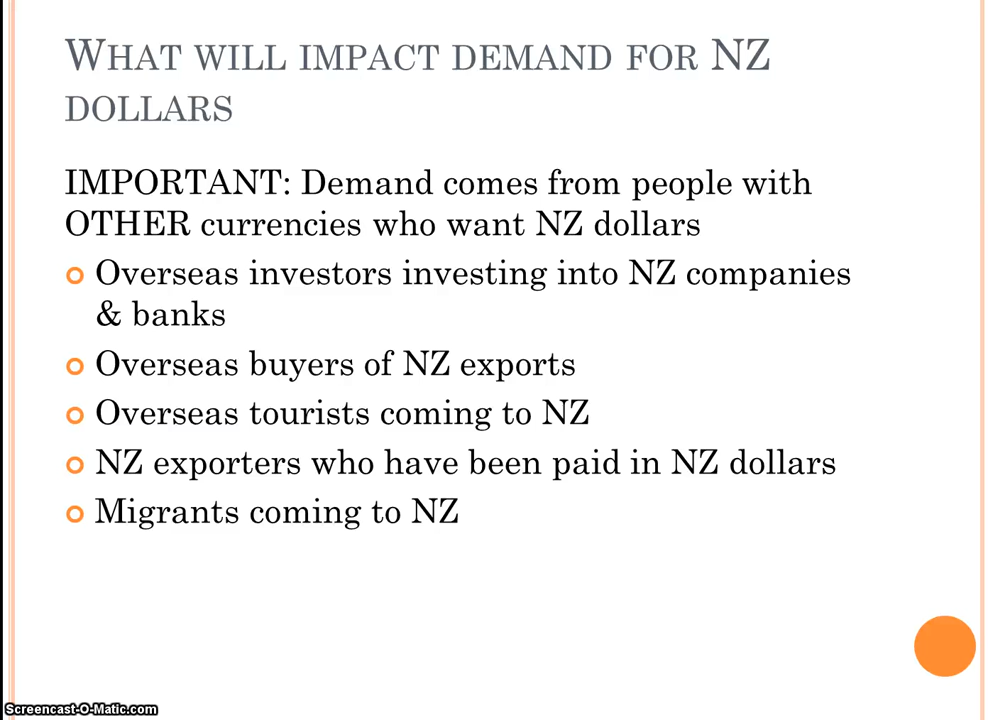 WHAT WILL IMPACT DEMAND FOR NZ
DOLLARS
IMPORTANT: Demand comes from people with
OTHER currencies who want NZ dollars
Overseas investors investing into NZ companies
& banks
Overseas buyers of NZ exports
Overseas tourists coming to NZ
NZ exporters who have been paid in NZ dollars
Migrants coming to NZ
Screencast-O-Matic.com